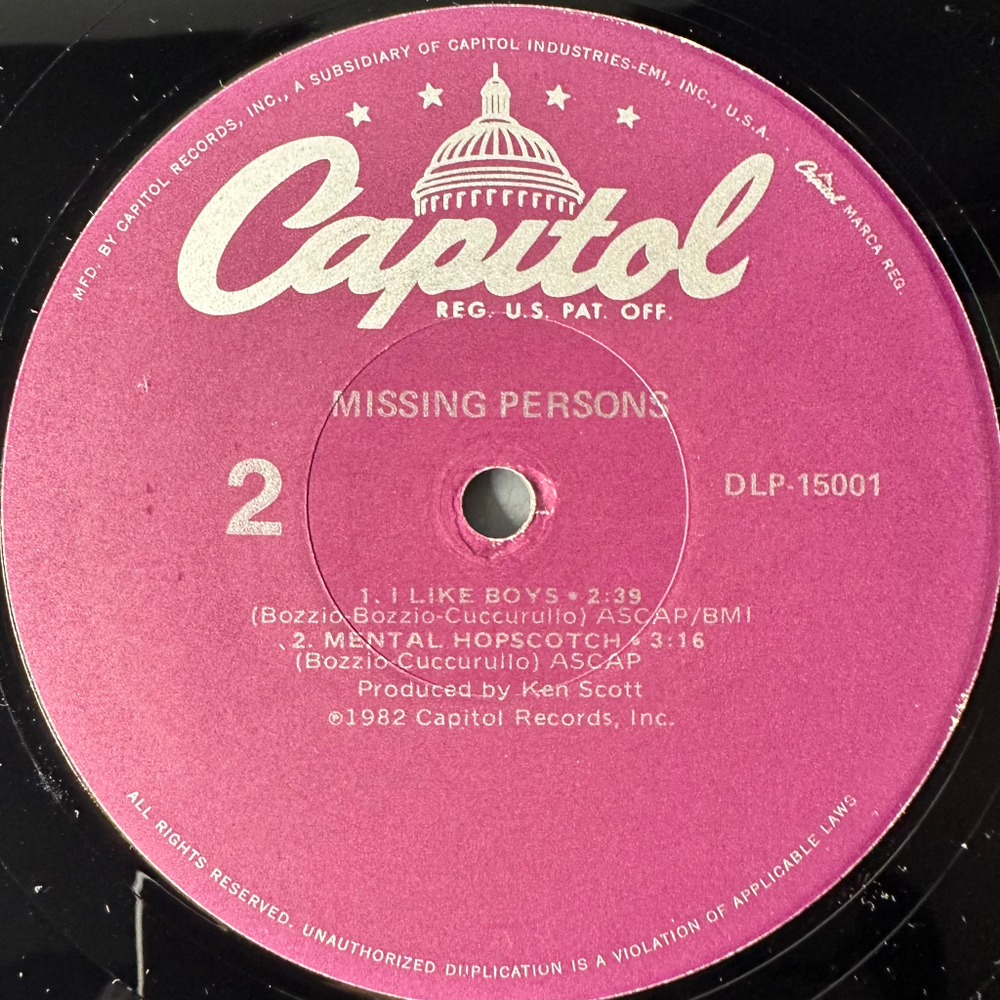 MFD. BY CAPITOL RECORDS, INC., A SUBSIDIARY OF CAPITOL INDUSTRIES-EMI, INC., U.S.A.
Capitol MARCA REG.
Capitol
REG. U.S. PAT. OFF.
MISSING PERSONS
2
DLP-15001
1. I LIKE BOYS • 2:39
(Bozzio-Bozzio-Cuccurullo) ASCAP/BMI
2. MENTAL HOPSCOTCH • 3:16
(Bozzio-Cuccurullo) ASCAP
Produced by Ken Scott
℗1982 Capitol Records, Inc.
ALL RIGHTS RESERVED. UNAUTHORIZED DUPLICATION IS A VIOLATION OF APPLICABLE LAWS